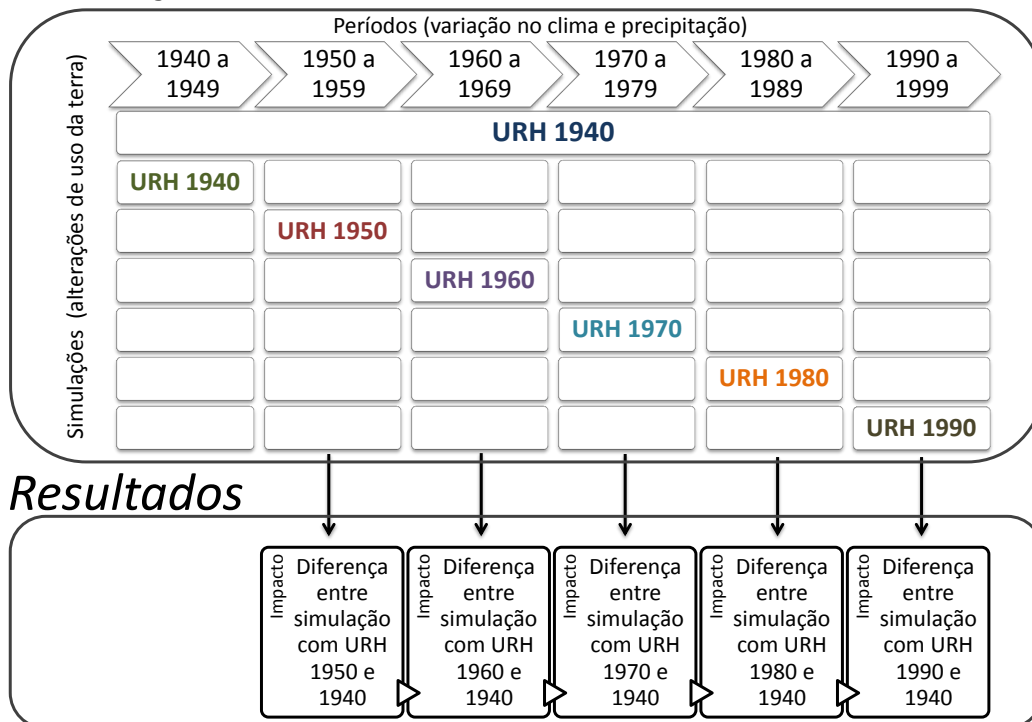 Períodos (variação no clima e precipitação)
1940 a
1949
1950 a
1959
1960 a
1969
1970 a
1979
1980 a
1989
1990 a
1999
Simulações (alterações de uso da terra)
URH 1940
URH 1940
URH 1950
URH 1960
URH 1970
URH 1980
URH 1990
Resultados
Impacto
Diferença
entre
simulação
com URH
1950 e
1940
Impacto
Diferença
entre
simulação
com URH
1960 e
1940
Impacto
Diferença
entre
simulação
com URH
1970 e
1940
Impacto
Diferença
entre
simulação
com URH
1980 e
1940
Impacto
Diferença
entre
simulação
com URH
1990 e
1940